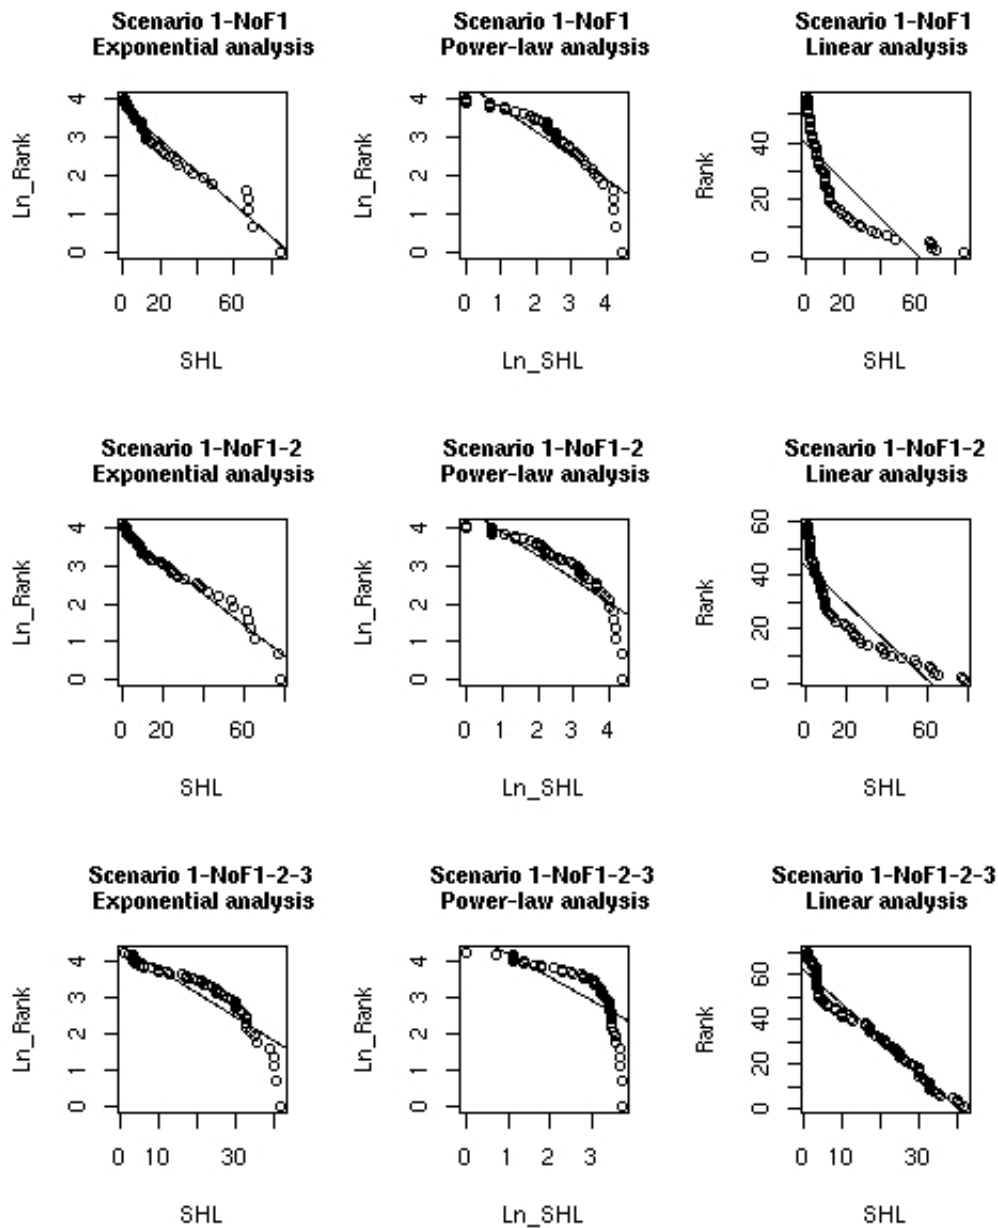 Scenario 1-NoF1
Exponential analysis
Ln_Rank
4
3
2
1
0
0 20 60
SHL
Scenario 1-NoF1
Power-law analysis
Ln_Rank
4
3
2
1
0
0 1 2 3 4
Ln_SHL
Scenario 1-NoF1
Linear analysis
Rank
40
20
0
0 20 60
SHL
Scenario 1-NoF1-2
Exponential analysis
Ln_Rank
4
3
2
1
0
0 20 60
SHL
Scenario 1-NoF1-2
Power-law analysis
Ln_Rank
4
3
2
1
0
0 1 2 3 4
Ln_SHL
Scenario 1-NoF1-2
Linear analysis
Rank
60
40
20
0
0 20 60
SHL
Scenario 1-NoF1-2-3
Exponential analysis
Ln_Rank
4
3
2
1
0
0 10 30
SHL
Scenario 1-NoF1-2-3
Power-law analysis
Ln_Rank
4
3
2
1
0
0 1 2 3
Ln_SHL
Scenario 1-NoF1-2-3
Linear analysis
Rank
60
40
20
0
0 10 30
SHL